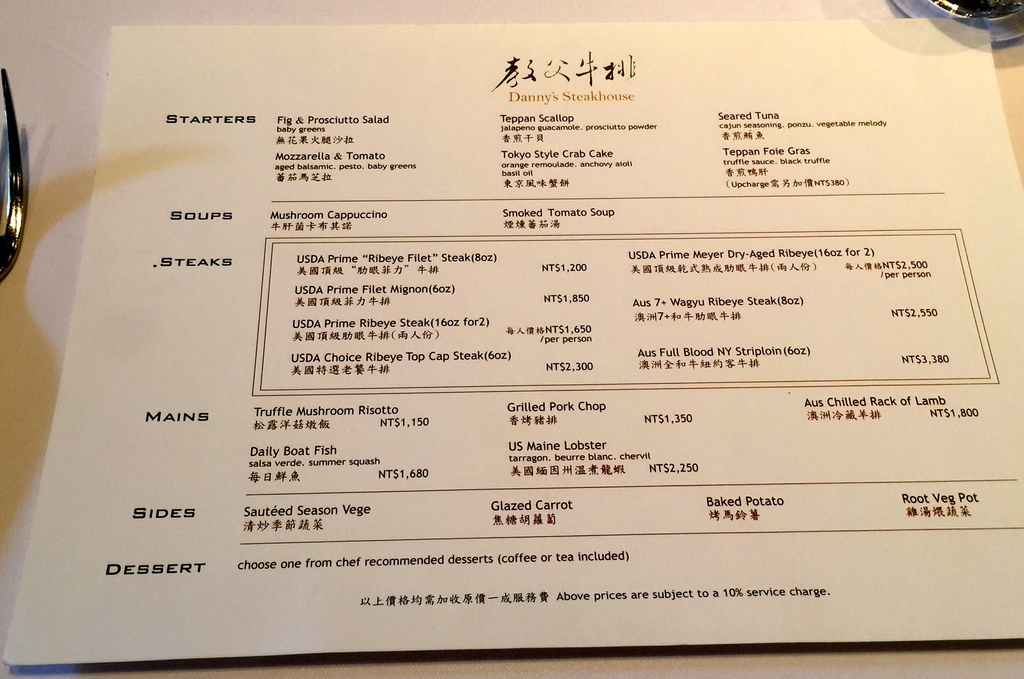 教父牛排
Danny's Steakhouse
STARTERS
Fig & Prosciutto Salad
baby greens
無花果火腿沙拉
Teppan Scallop
jalapeno guacamole. prosciutto powder
香煎干貝
Seared Tuna
cajun seasoning. ponzu. vegetable melody
香煎鮪魚
Mozzarella & Tomato
aged balsamic. pesto. baby greens
蕃茄馬芝拉
Tokyo Style Crab Cake
orange remoulade. anchovy aioli
basil oil
東京風味蟹餅
Teppan Foie Gras
truffle sauce. black truffle
香煎鴨肝
(Upcharge需另加價NT$380)
SOUPS
Mushroom Cappuccino
牛肝菌卡布其諾
Smoked Tomato Soup
煙燻蕃茄湯
.STEAKS
USDA Prime "Ribeye Filet" Steak(8oz)
美國頂級“肋眼菲力”牛排 NT$1,200
USDA Prime Filet Mignon(6oz)
美國頂級菲力牛排 NT$1,850
USDA Prime Ribeye Steak(16oz for2)
美國頂級肋眼牛排(兩人份) 每人價格NT$1,650
/per person
USDA Choice Ribeye Top Cap Steak(6oz)
美國特選老饕牛排 NT$2,300
USDA Prime Meyer Dry-Aged Ribeye(16oz for 2)
美國頂級乾式熟成肋眼牛排(兩人份) 每人價格NT$2,500
/per person
Aus 7+ Wagyu Ribeye Steak(8oz)
澳洲7+和牛肋眼牛排 NT$2,550
Aus Full Blood NY Striploin(6oz)
澳洲全和牛紐約客牛排 NT$3,380
MAINS
Truffle Mushroom Risotto
松露洋菇燉飯 NT$1,150
Grilled Pork Chop
香烤豬排 NT$1,350
Aus Chilled Rack of Lamb
澳洲冷藏羊排 NT$1,800
Daily Boat Fish
salsa verde. summer squash
每日鮮魚 NT$1,680
US Maine Lobster
tarragon. beurre blanc. chervil
美國緬因州溫煮龍蝦 NT$2,250
SIDES
Sautéed Season Vege
清炒季節蔬菜
Glazed Carrot
焦糖胡蘿蔔
Baked Potato
烤馬鈴薯
Root Veg Pot
雞湯煨蔬菜
DESSERT
choose one from chef recommended desserts (coffee or tea included)
以上價格均需加收原價一成服務費 Above prices are subject to a 10% service charge.